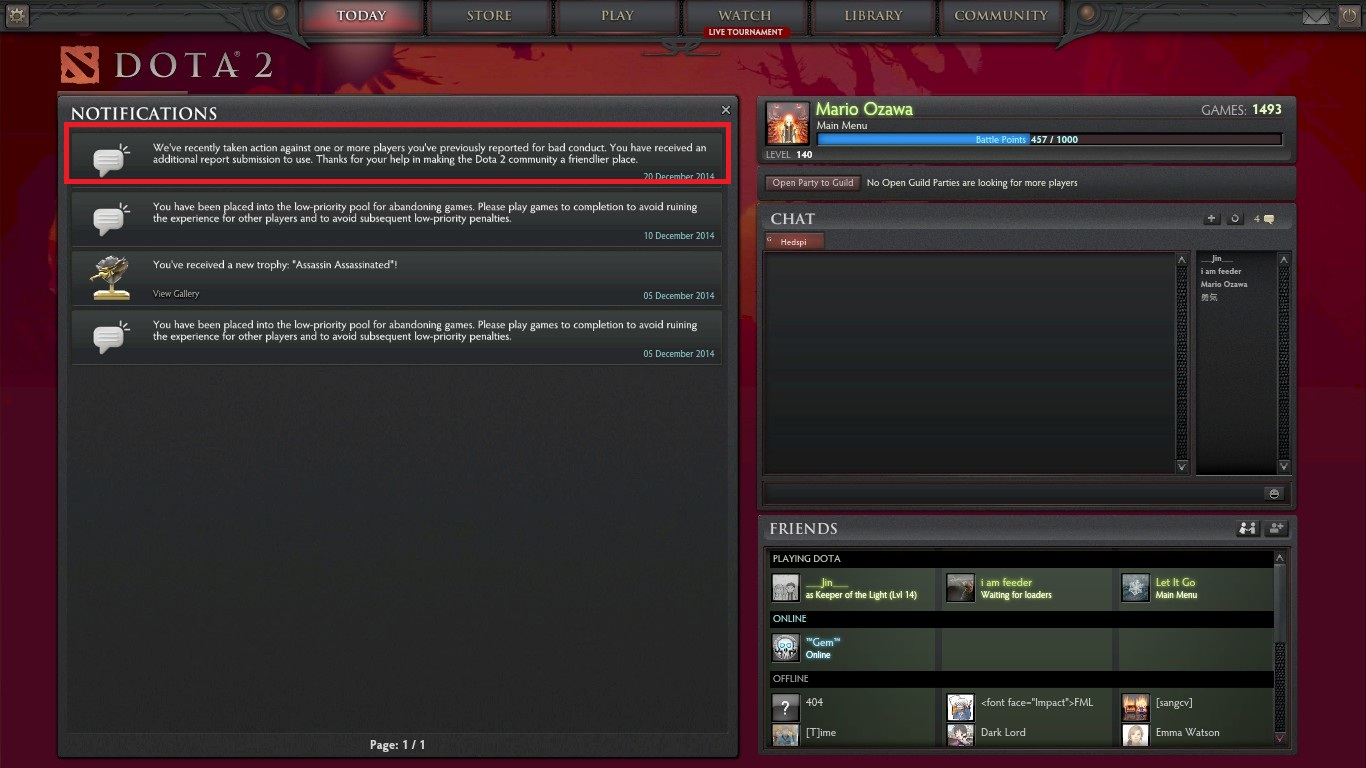 TODAY
STORE
PLAY
WATCH
LIBRARY
COMMUNITY
LIVE TOURNAMENT
DOTA 2
NOTIFICATIONS
We've recently taken action against one or more players you've previously reported for bad conduct. You have received an
additional report submission to use. Thanks for your help in making the Dota 2 community a friendlier place.
20 December 2014
You have been placed into the low-priority pool for abandoning games. Please play games to completion to avoid ruining
the experience for other players and to avoid subsequent low-priority penalties.
10 December 2014
You've received a new trophy: "Assassin Assassinated"!
View Gallery
05 December 2014
You have been placed into the low-priority pool for abandoning games. Please play games to completion to avoid ruining
the experience for other players and to avoid subsequent low-priority penalties.
05 December 2014
Page: 1 / 1
Mario Ozawa
GAMES: 1493
Main Menu
Battle Points 457 / 1000
LEVEL 140
Open Party to Guild
No Open Guild Parties are looking for more players
CHAT
4
G Hedspi
___Jin___
i am feeder
Mario Ozawa
勇気
FRIENDS
PLAYING DOTA
___Jin___
as Keeper of the Light (Lvl 14)
i am feeder
Waiting for loaders
Let It Go
Main Menu
ONLINE
™Gem™
Online
OFFLINE
?
404
<font face="Impact">FML
[sangcv]
[T]ime
Dark Lord
Emma Watson